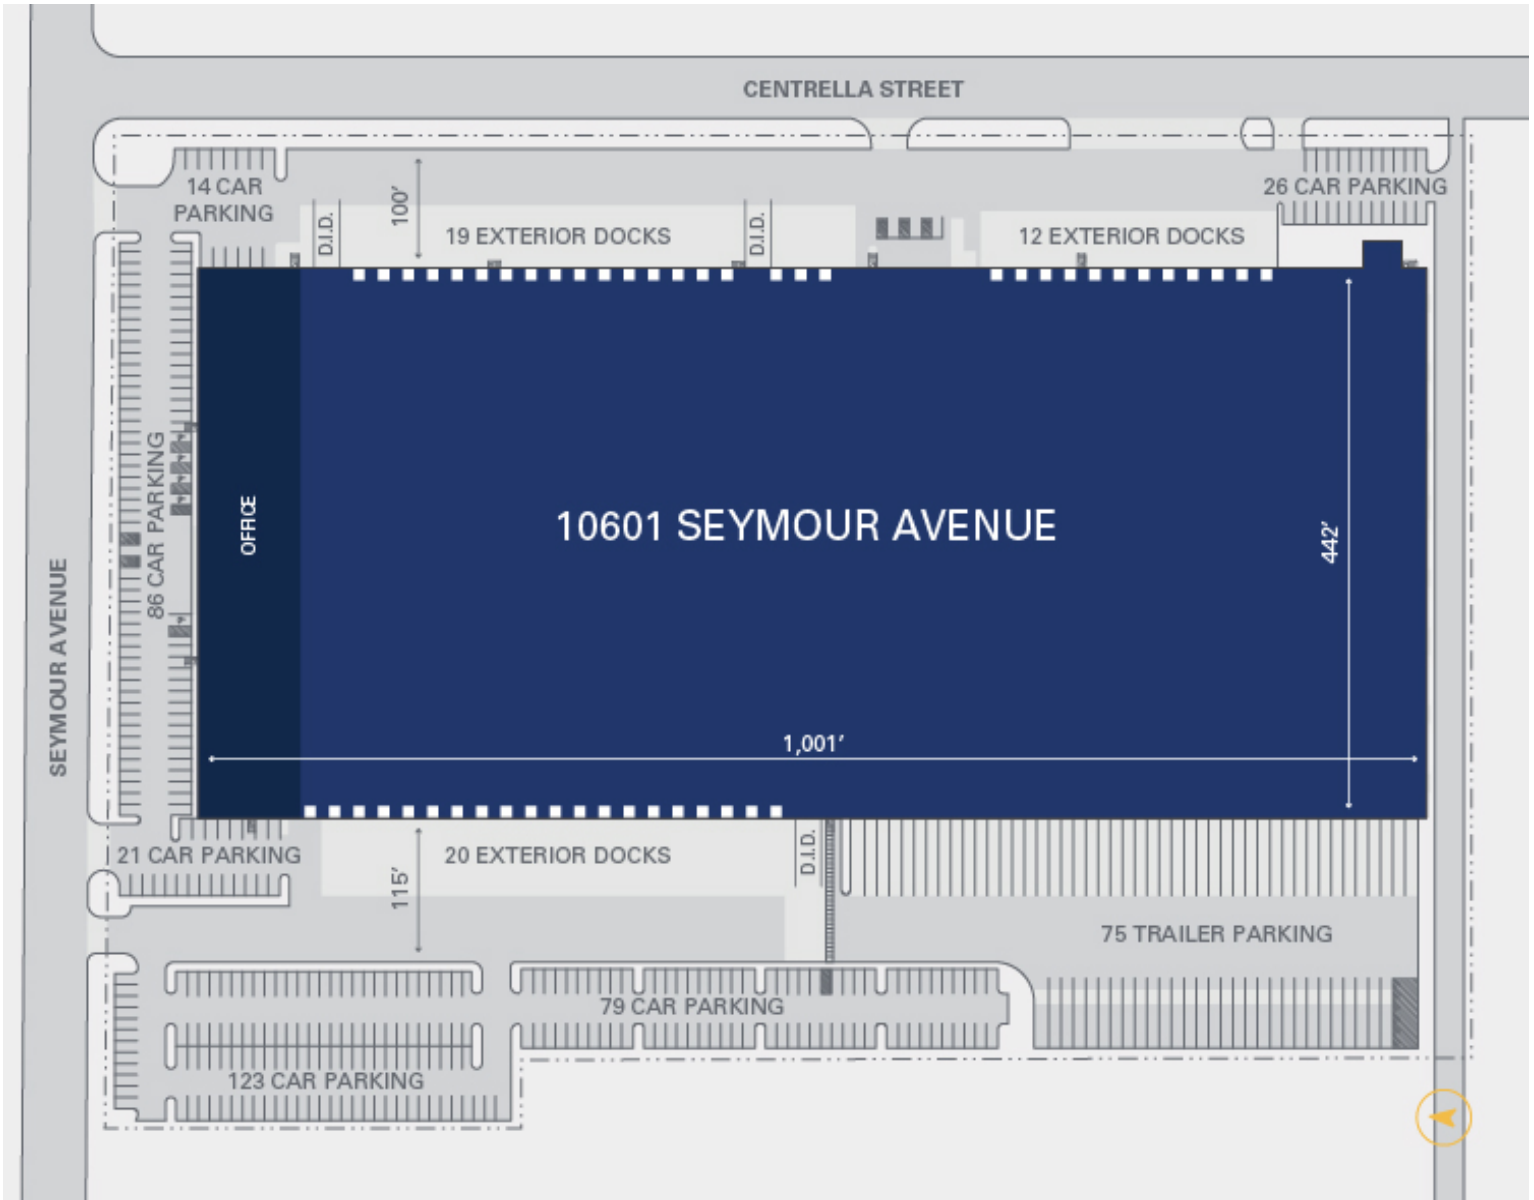 CENTRELLA STREET
14 CAR
PARKING
26 CAR PARKING
100’
D.I.D.
19 EXTERIOR DOCKS
D.I.D.
12 EXTERIOR DOCKS
86 CAR PARKING
OFFICE
10601 SEYMOUR AVENUE
442’
SEYMOUR AVENUE
1,001’
21 CAR PARKING
115’
20 EXTERIOR DOCKS
D.I.D.
75 TRAILER PARKING
79 CAR PARKING
123 CAR PARKING